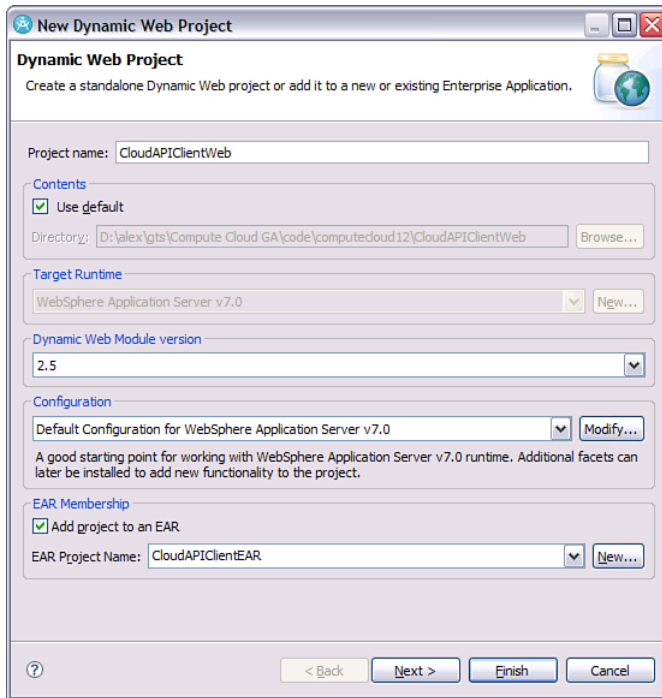 New Dynamic Web Project
Dynamic Web Project
Create a standalone Dynamic Web project or add it to a new or existing Enterprise Application.
Project name: CloudAPIClientWeb
Contents
Use default
Directory: D:\alex\gts\Compute Cloud GA\code\computecloud12\CloudAPIClientWeb Browse...
Target Runtime
WebSphere Application Server v7.0 New...
Dynamic Web Module version
2.5
Configuration
Default Configuration for WebSphere Application Server v7.0 Modify...
A good starting point for working with WebSphere Application Server v7.0 runtime. Additional facets can
later be installed to add new functionality to the project.
EAR Membership
Add project to an EAR
EAR Project Name: CloudAPIClientEAR New...
? < Back Next > Finish Cancel